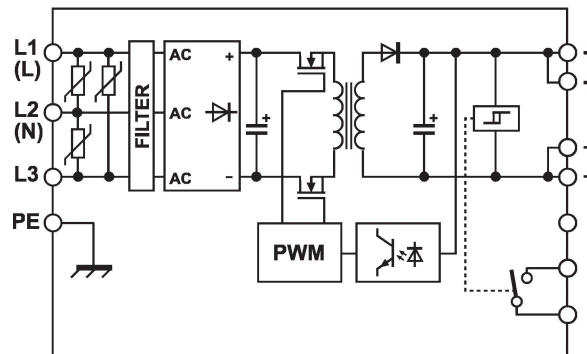 L1
(L)
L2
(N)
L3
PE
FILTER
AC
AC
AC
+
–
+
+
PWM